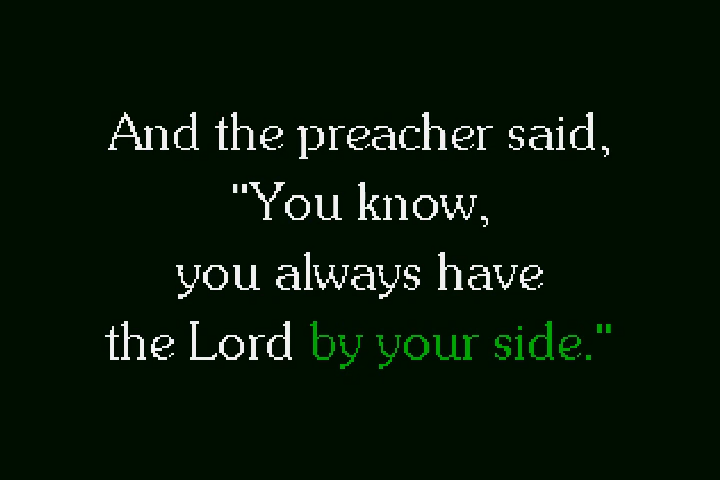 And the preacher said,
"You know,
you always have
the Lord by your side."